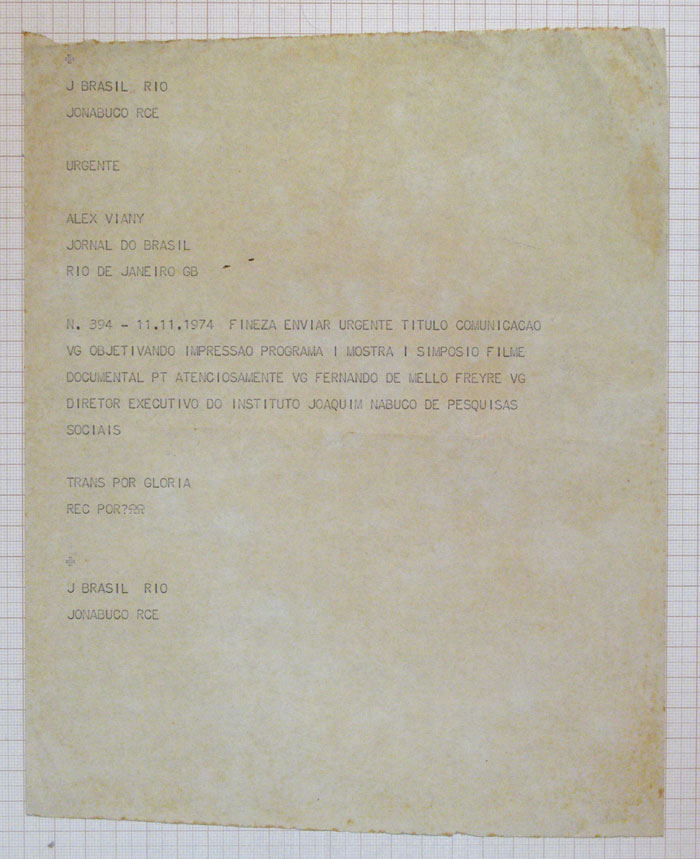 ✠
J BRASIL RIO
JONABUCO RCE
URGENTE
ALEX VIANY
JORNAL DO BRASIL
RIO DE JANEIRO GB
N. 394 - 11.11.1974 FINEZA ENVIAR URGENTE TITULO COMUNICACAO
VG OBJETIVANDO IMPRESSAO PROGRAMA I MOSTRA I SIMPOSIO FILME
DOCUMENTAL PT ATENCIOSAMENTE VG FERNANDO DE MELLO FREYRE VG
DIRETOR EXECUTIVO DO INSTITUTO JOAQUIM NABUCO DE PESQUISAS
SOCIAIS
TRANS POR GLORIA
REC POR?
✠
J BRASIL RIO
JONABUCO RCE